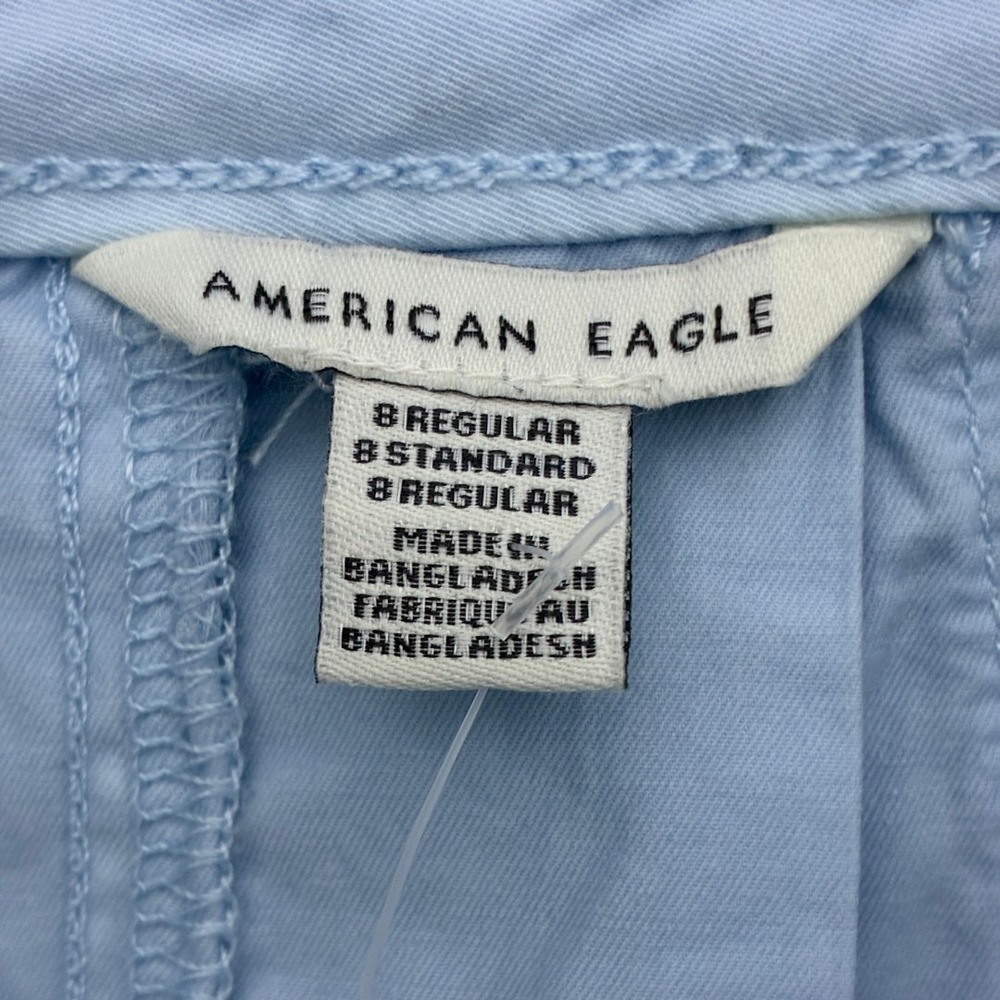 AMERICAN EAGLE
8 REGULAR
8 STANDARD
8 REGULAR
MADE IN
BANGLADESH
FABRIQUE AU
BANGLADESH